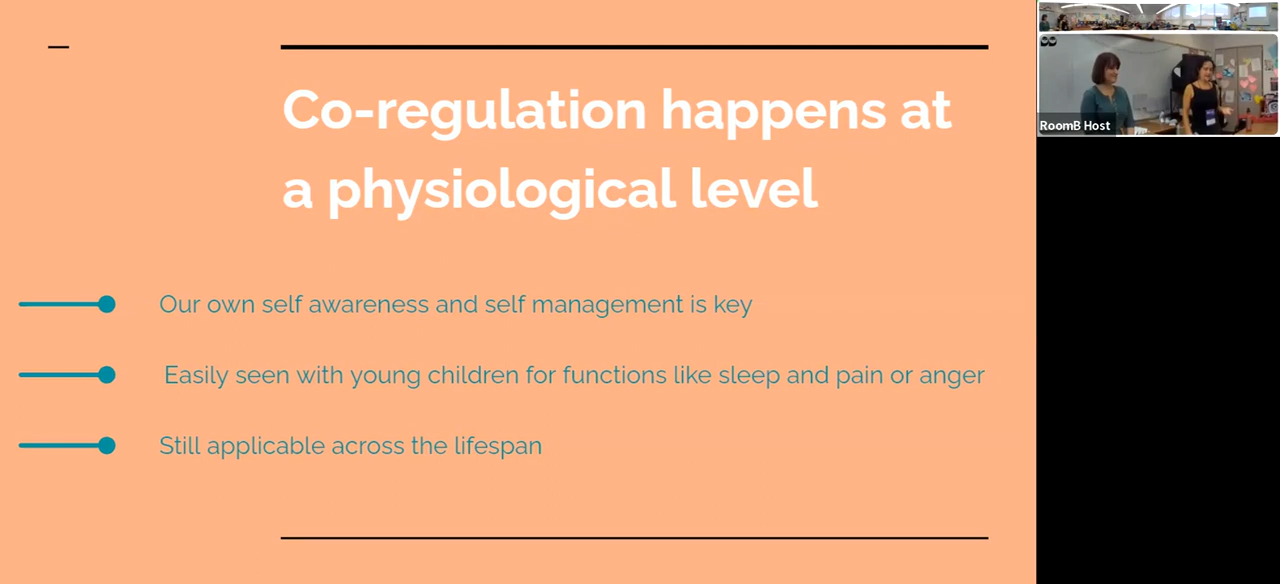 Co-regulation happens at
a physiological level
Our own self awareness and self management is key
Easily seen with young children for functions like sleep and pain or anger
Still applicable across the lifespan
RoomB Host